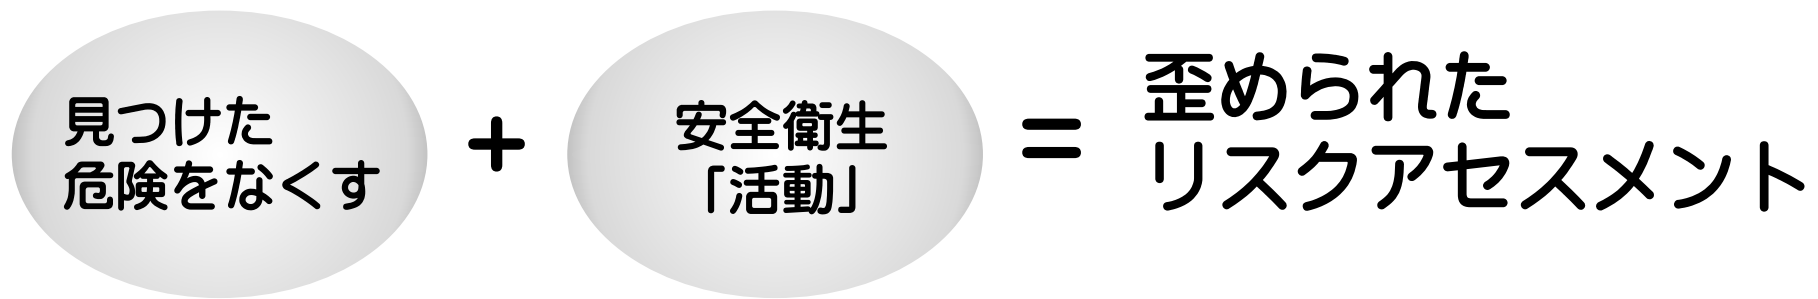 見つけた
危険をなくす
+
安全衛生
「活動」
=
歪められた
リスクアセスメント